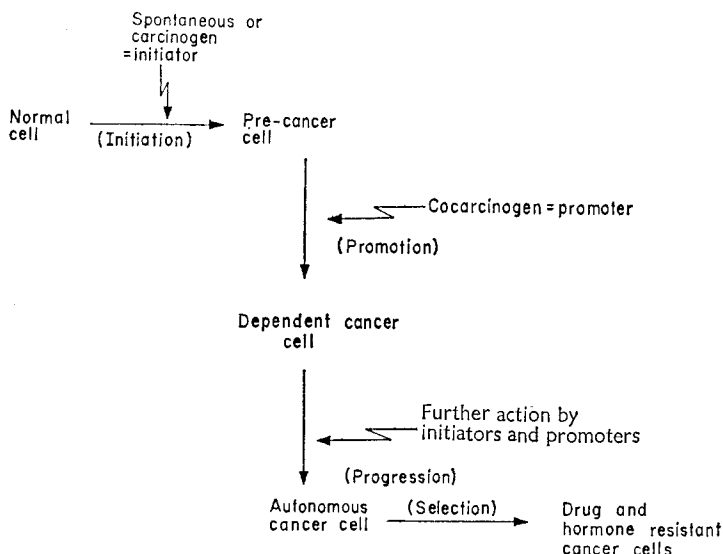 Spontaneous or
carcinogen
=initiator
Normal
cell
(Initiation)
Pre-cancer
cell
Cocarcinogen=promoter
(Promotion)
Dependent cancer
cell
Further action by
initiators and promoters
(Progression)
Autonomous
cancer cell
(Selection)
Drug and
hormone resistant
cancer cells